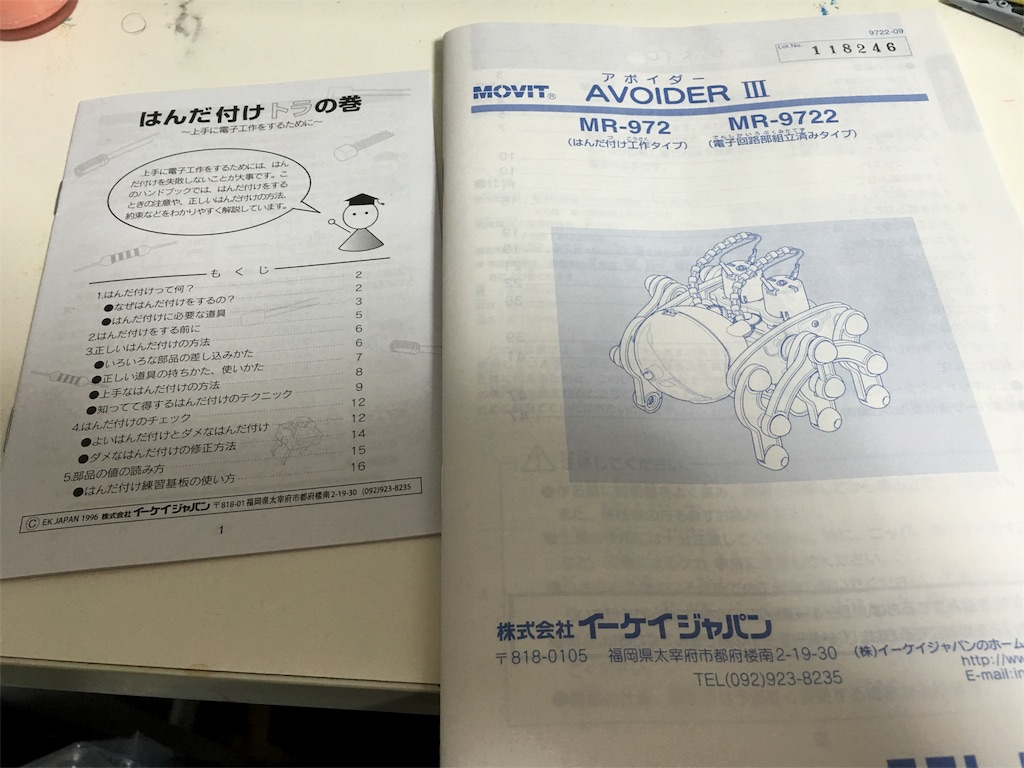 はんだ付けトラの巻
〜上手に電子工作をするために〜
上手に電子工作をするためには、はん
だ付けを失敗しないことが大事です。こ
のハンドブックでは、はんだ付けをする
ときの注意や、正しいはんだ付けの方法、
約束などをわかりやすく解説しています。
もくじ
1.はんだ付けって何？ 2
●なぜはんだ付けをするの？ 2
●はんだ付けに必要な道具 3
2.はんだ付けをする前に 5
3.正しいはんだ付けの方法 6
●いろいろな部品の差し込みかた 6
●正しい道具の持ちかた、使いかた 7
●上手なはんだ付けの方法 8
●知ってて得するはんだ付けのテクニック 9
4.はんだ付けのチェック 12
●よいはんだ付けとダメなはんだ付け 12
●ダメなはんだ付けの修正方法 14
5.部品の値の読み方 15
●はんだ付け練習基板の使い方 16
Ⓒ EK JAPAN 1996 株式会社 イーケイジャパン 〒818-01 福岡県太宰府市都府楼南2-19-30 (092)923-8235
1
9722-09
Lot.No. 118246
アボイダー
MOVIT® AVOIDER III
MR-972 MR-9722
(はんだ付け工作タイプ) (電子回路部組立済みタイプ)
株式会社 イーケイジャパン
〒818-0105 福岡県太宰府市都府楼南2-19-30 (株)イーケイジャパンのホーム
TEL(092)923-8235
http://ww
E-mail:in